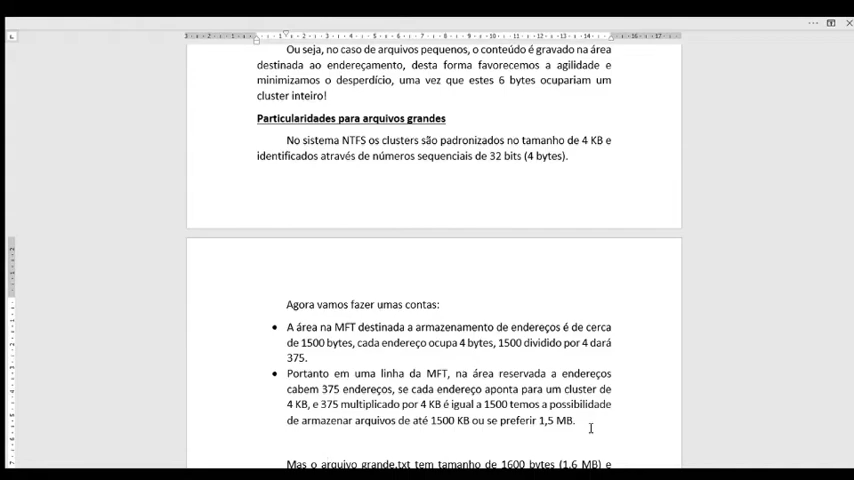 Ou seja, no caso de arquivos pequenos, o conteúdo é gravado na área
destinada ao endereçamento, desta forma favorecemos a agilidade e
minimizamos o desperdício, uma vez que estes 6 bytes ocupariam um
cluster inteiro!
Particularidades para arquivos grandes
No sistema NTFS os clusters são padronizados no tamanho de 4 KB e
identificados através de números sequenciais de 32 bits (4 bytes).
Agora vamos fazer umas contas:
• A área na MFT destinada a armazenamento de endereços é de cerca
de 1500 bytes, cada endereço ocupa 4 bytes, 1500 dividido por 4 dará
375.
• Portanto em uma linha da MFT, na área reservada a endereços
cabem 375 endereços, se cada endereço aponta para um cluster de
4 KB, e 375 multiplicado por 4 KB é igual a 1500 temos a possibilidade
de armazenar arquivos de até 1500 KB ou se preferir 1,5 MB.
Mas o arquivo grande.txt tem tamanho de 1600 bytes (1,6 MB) e